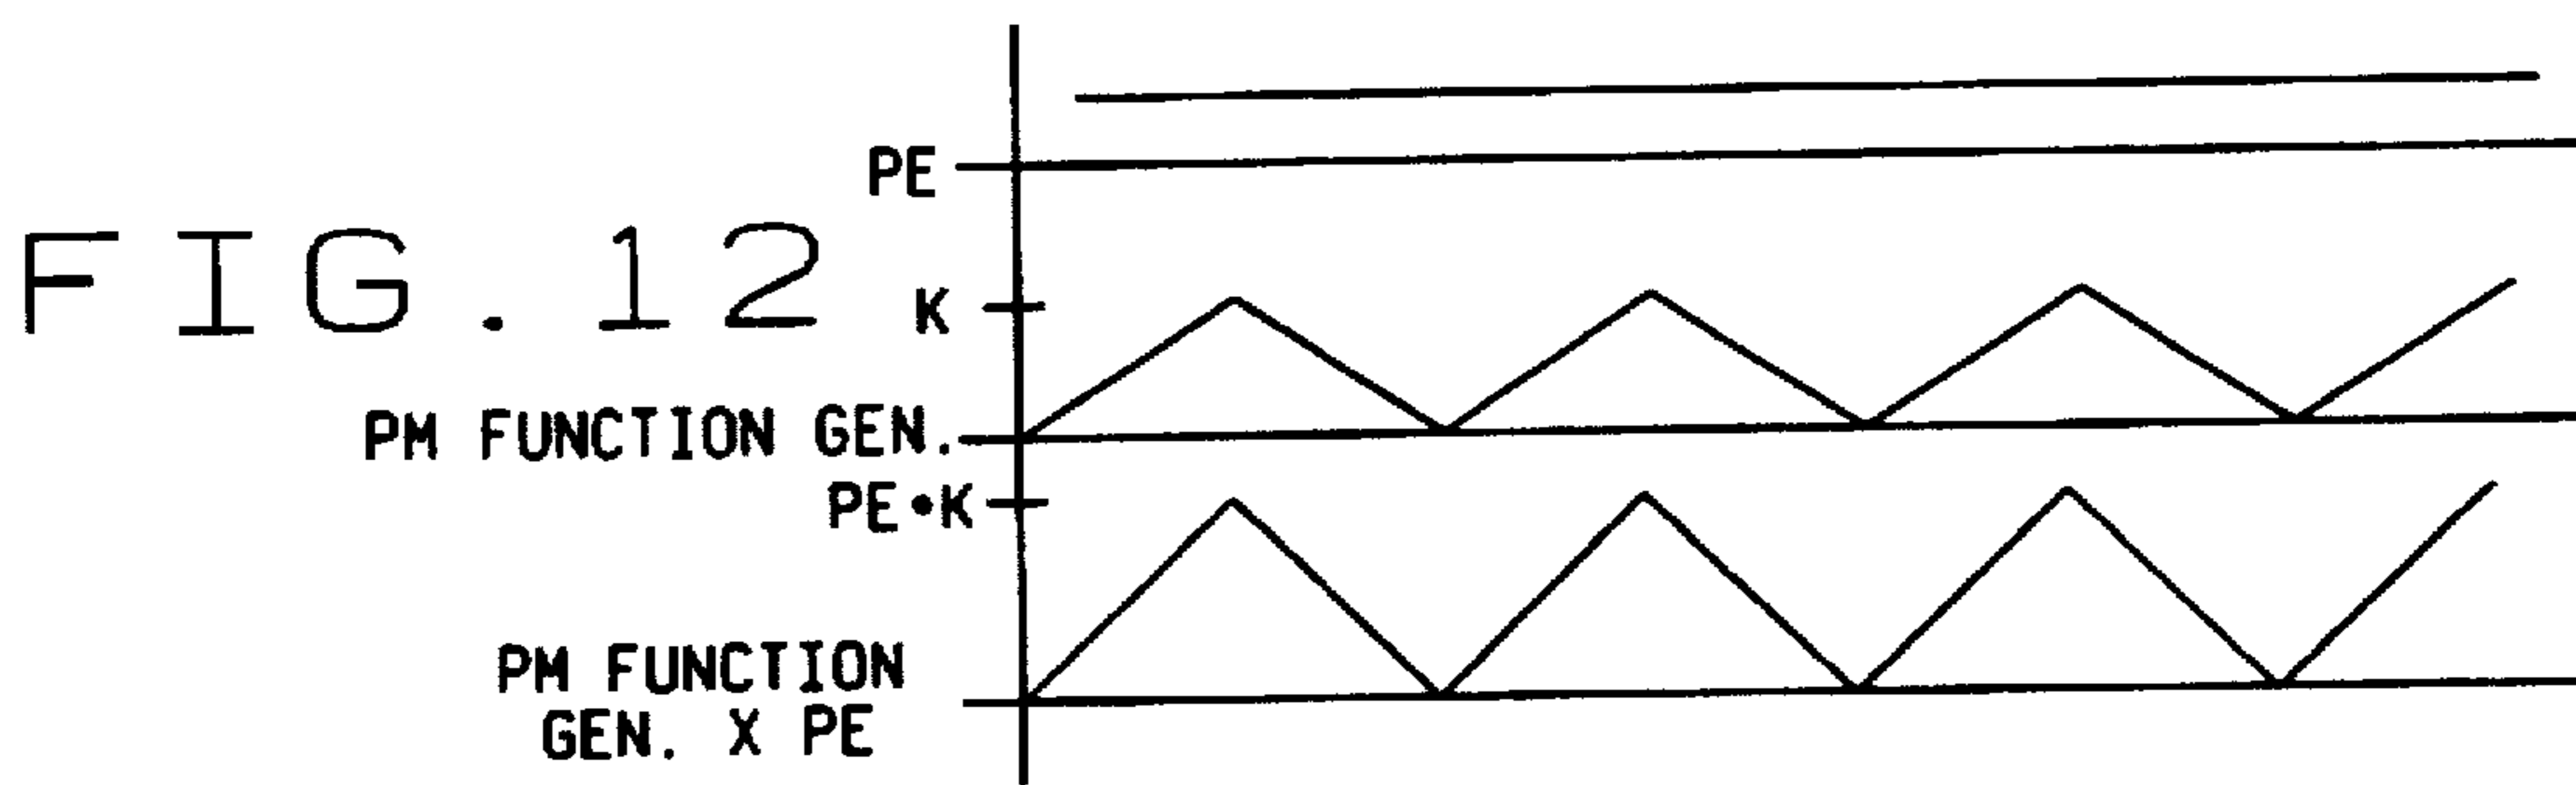 FIG. 12
PE
K
PM FUNCTION GEN.
PE•K
PM FUNCTION
GEN. X PE